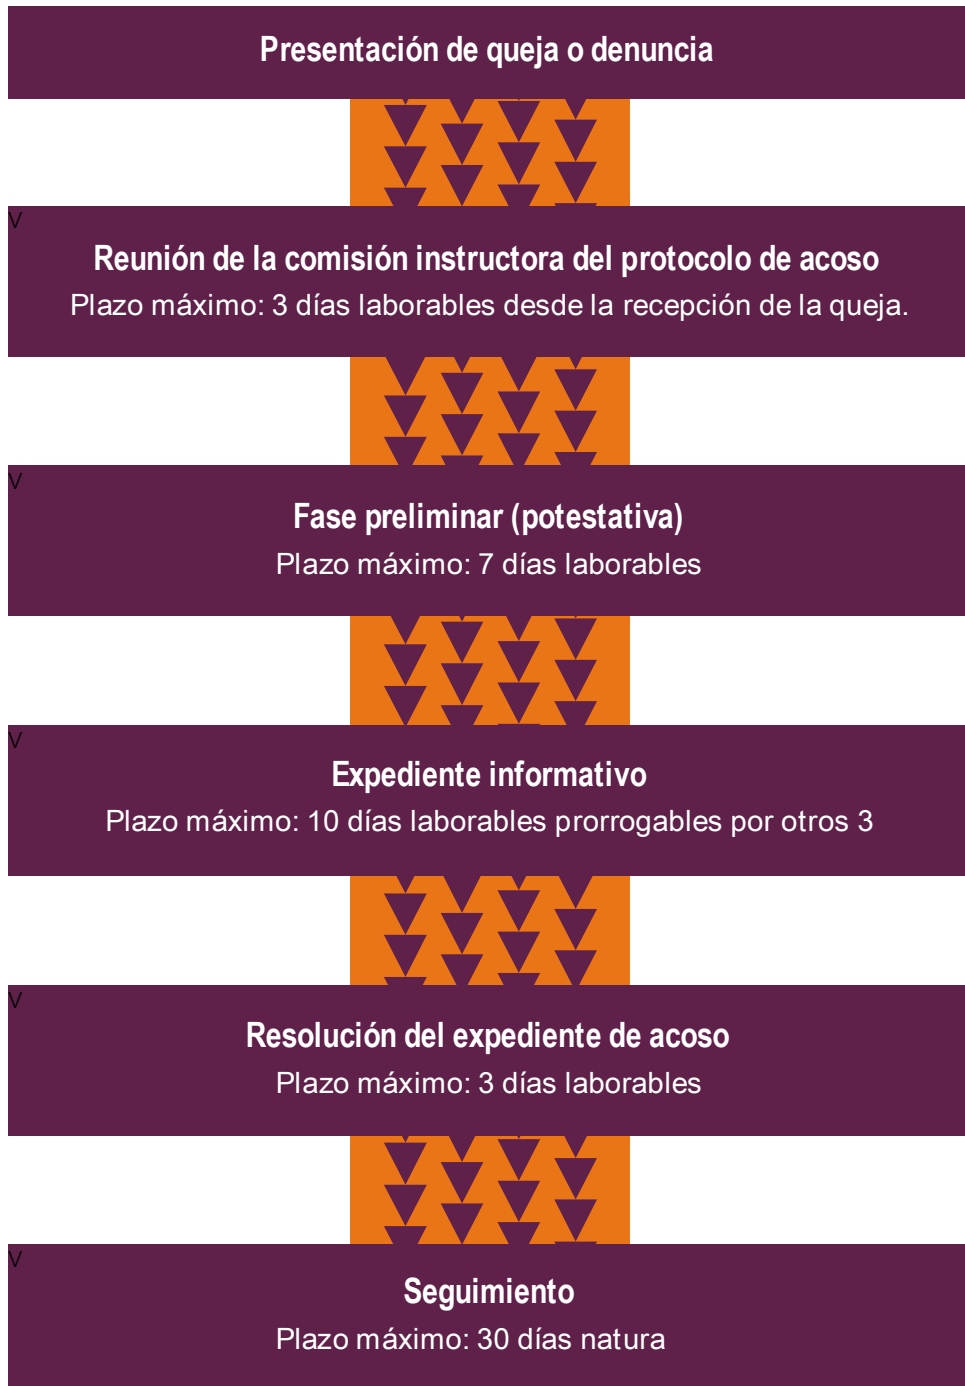 Presentación de queja o denuncia
V
Reunión de la comisión instructora del protocolo de acoso
Plazo máximo: 3 días laborables desde la recepción de la queja.
V
Fase preliminar (potestativa)
Plazo máximo: 7 días laborables
V
Expediente informativo
Plazo máximo: 10 días laborables prorrogables por otros 3
V
Resolución del expediente de acoso
Plazo máximo: 3 días laborables
V
Seguimiento
Plazo máximo: 30 días natura